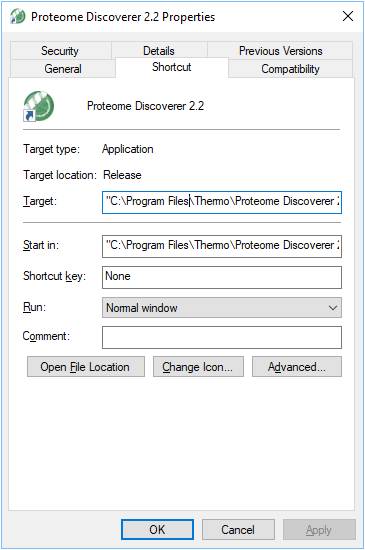 Proteome Discoverer 2.2 Properties
Security Details Previous Versions
General Shortcut Compatibility
Proteome Discoverer 2.2
Target type: Application
Target location: Release
Target: "C:\Program Files\Thermo\Proteome Discoverer
Start in: "C:\Program Files\Thermo\Proteome Discoverer
Shortcut key: None
Run: Normal window
Comment:
Open File Location Change Icon... Advanced...
OK Cancel Apply